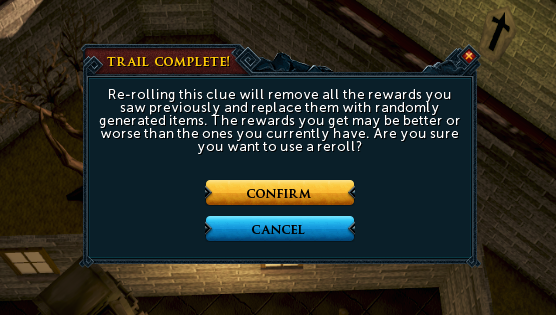 TRAIL COMPLETE!
Re-rolling this clue will remove all the rewards you
saw previously and replace them with randomly
generated items. The rewards you get may be better or
worse than the ones you currently have. Are you sure
you want to use a reroll?
CONFIRM
CANCEL